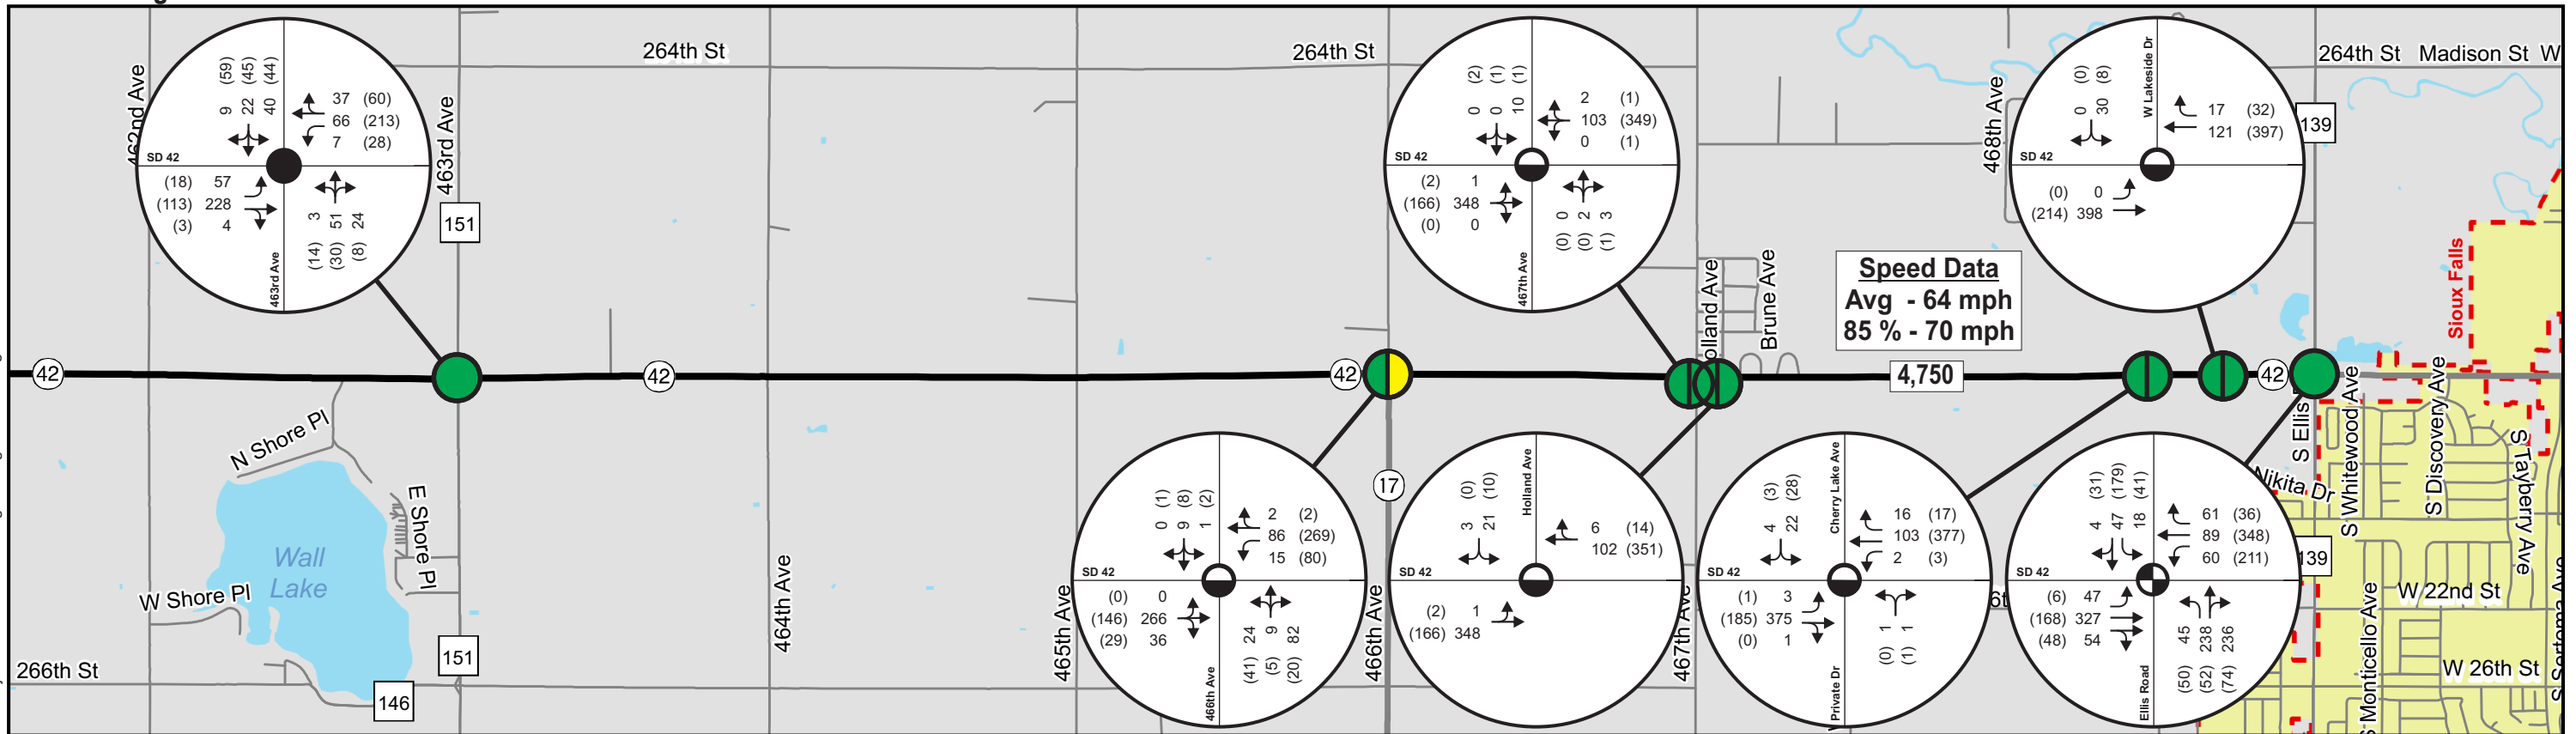 264th St
264th St
264th St
Madison St W
462nd Ave
463rd Ave
468th Ave
139
151
(59) (45) (44)
9 22 40
37 (60)
66 (213)
7 (28)
SD 42
(18) 57
(113) 228
(3) 4
3 51 24
(14) (30) (8)
463rd Ave
(2) (1) (1)
0 0 10
2 (1)
103 (349)
0 (1)
SD 42
(2) 1
(166) 348
(0) 0
0 2 3
(0) (0) (1)
467th Ave
(0) (8)
0 30
W Lakeside Dr
17 (32)
121 (397)
SD 42
(0) 0
(214) 398
Speed Data
Avg - 64 mph
85 % - 70 mph
4,750
Sioux Falls
olland Ave
Brune Ave
42
42
42
42
17
N Shore Pl
E Shore Pl
W Shore Pl
Wall
Lake
266th St
146
151
464th Ave
465th Ave
466th Ave
467th Ave
(1) (8) (2)
0 9 1
2 (2)
86 (269)
15 (80)
SD 42
(0) 0
(146) 266
(29) 36
24 9 82
(41) (5) (20)
466th Ave
(0) (10)
3 21
Holland Ave
6 (14)
102 (351)
SD 42
(2) 1
(166) 348
(3) (28)
4 22
Cherry Lake Ave
16 (17)
103 (377)
2 (3)
SD 42
(1) 3
(185) 375
(0) 1
1 1
(0) (1)
Private Dr
6t
(31) (179) (41)
4 47 18
61 (36)
89 (348)
60 (211)
SD 42
(6) 47
(168) 327
(48) 54
45 238 236
(50) (52) (74)
Ellis Road
S Ellis
Nikita Dr
S Whitewood Ave
S Discovery Ave
S Tayberry Ave
139
W 22nd St
W 26th St
S Monticello Ave
S Sertoma Ave